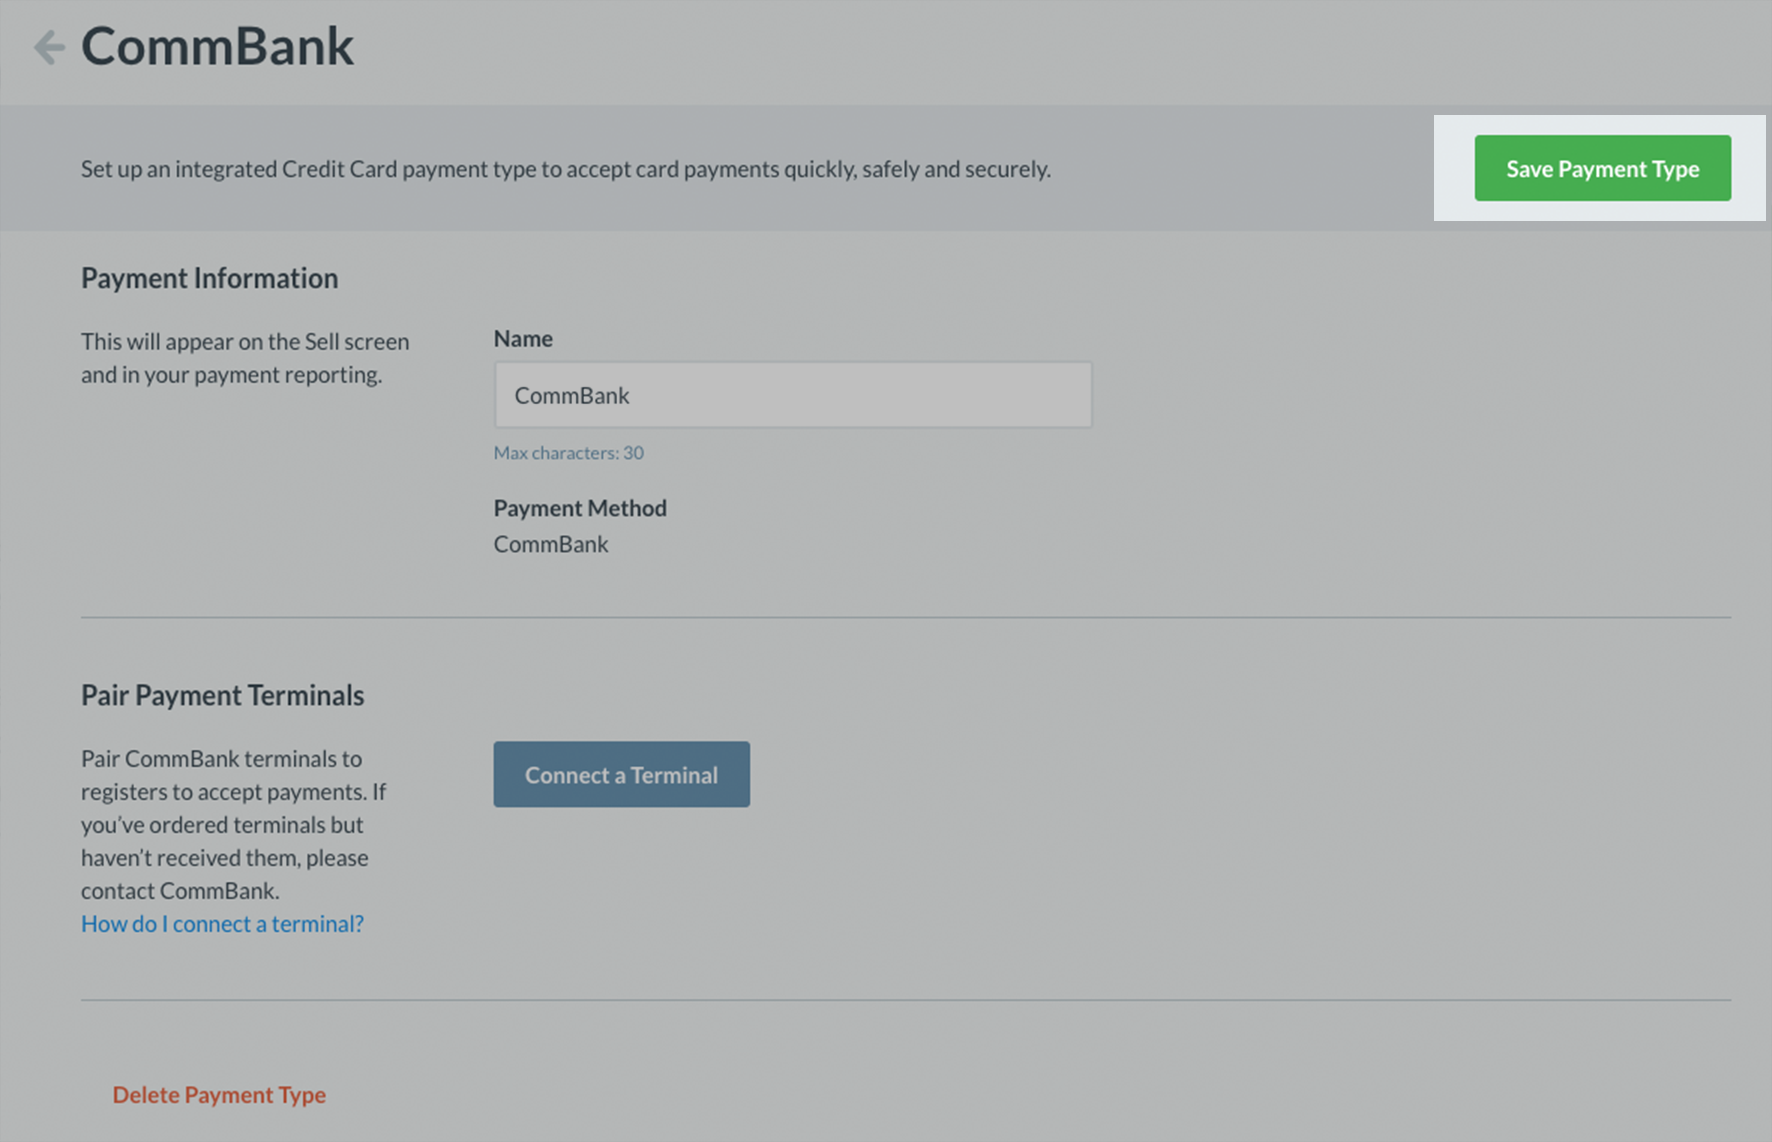 CommBank
Set up an integrated Credit Card payment type to accept card payments quickly, safely and securely.
Save Payment Type
Payment Information
This will appear on the Sell screen
and in your payment reporting.
Name
CommBank
Max characters: 30
Payment Method
CommBank
Pair Payment Terminals
Pair CommBank terminals to
registers to accept payments. If
you’ve ordered terminals but
haven’t received them, please
contact CommBank.
How do I connect a terminal?
Connect a Terminal
Delete Payment Type